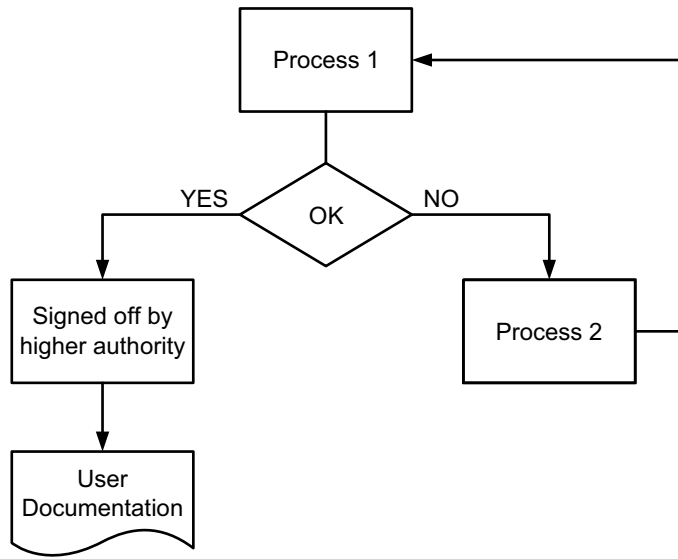 Process 1
YES
NO
OK
Signed off by
higher authority
Process 2
User
Documentation